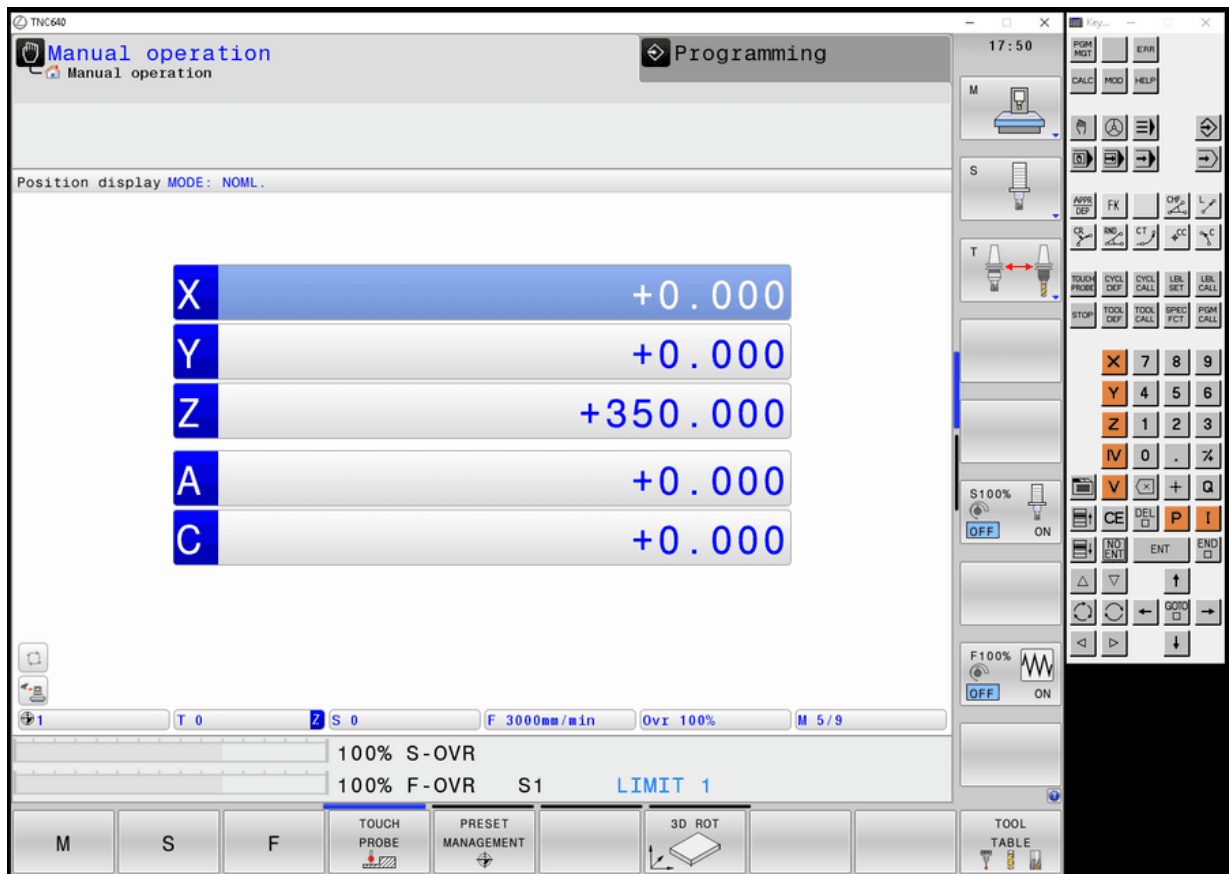 TNC640
Manual operation
Manual operation
Programming
17:50
Position display MODE: NOML.
X +0.000
Y +0.000
Z +350.000
A +0.000
C +0.000
1 T 0 Z S 0 F 3000mm/min Ovr 100% M 5/9
100% S-OVR
100% F-OVR S1 LIMIT 1
M
S
F
TOUCH
PROBE
PRESET
MANAGEMENT
3D ROT
TOOL
TABLE
M
S
T
S100%
OFF ON
F100%
OFF ON
Key...
PGM
MGT
ERR
CALC MOD HELP
APPR
DEP
FK
CHF
L
CR
RND
CT
CC
C
TOUCH
PROBE
CYCL
DEF
CYCL
CALL
LBL
SET
LBL
CALL
STOP
TOOL
DEF
TOOL
CALL
SPEC
FCT
PGM
CALL
X 7 8 9
Y 4 5 6
Z 1 2 3
IV 0 .
V + Q
CE
DEL
P I
NO
ENT
ENT
END
GOTO